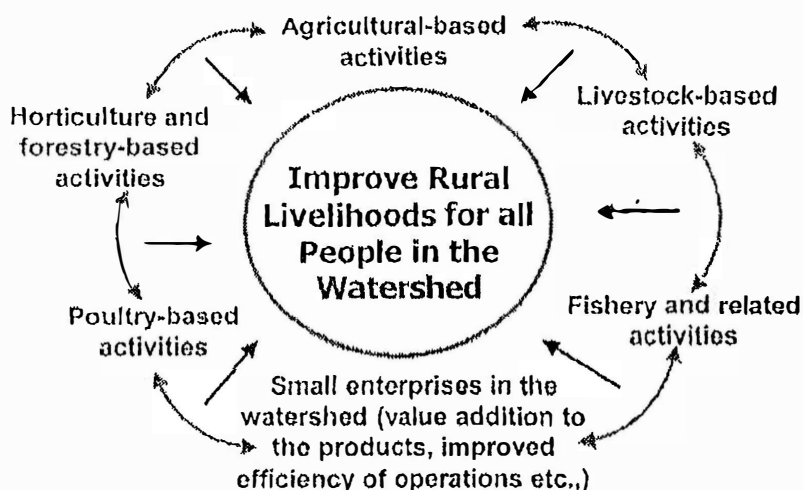 Agricultural-based
activities
Livestock-based
activities
Horticulture and
forestry-based
activities
Improve Rural
Livelihoods for all
People in the
Watershed
Poultry-based
activities
Fishery and related
activities
Small enterprises in the
watershed (value addition to
the products, improved
efficiency of operations etc.,)